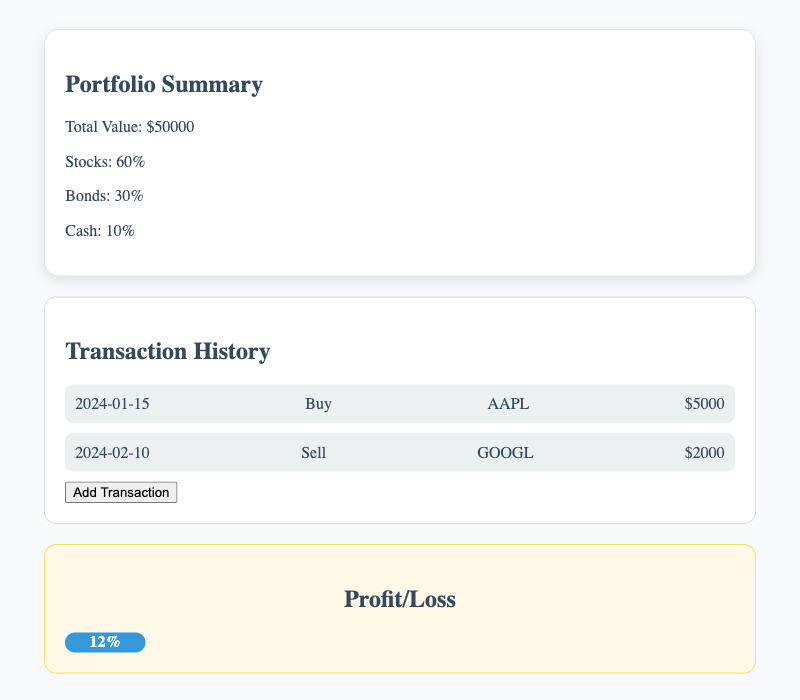 Portfolio Summary
Total Value: $50000
Stocks: 60%
Bonds: 30%
Cash: 10%
Transaction History
2024-01-15 Buy AAPL $5000
2024-02-10 Sell GOOGL $2000
Add Transaction
Profit/Loss
12%